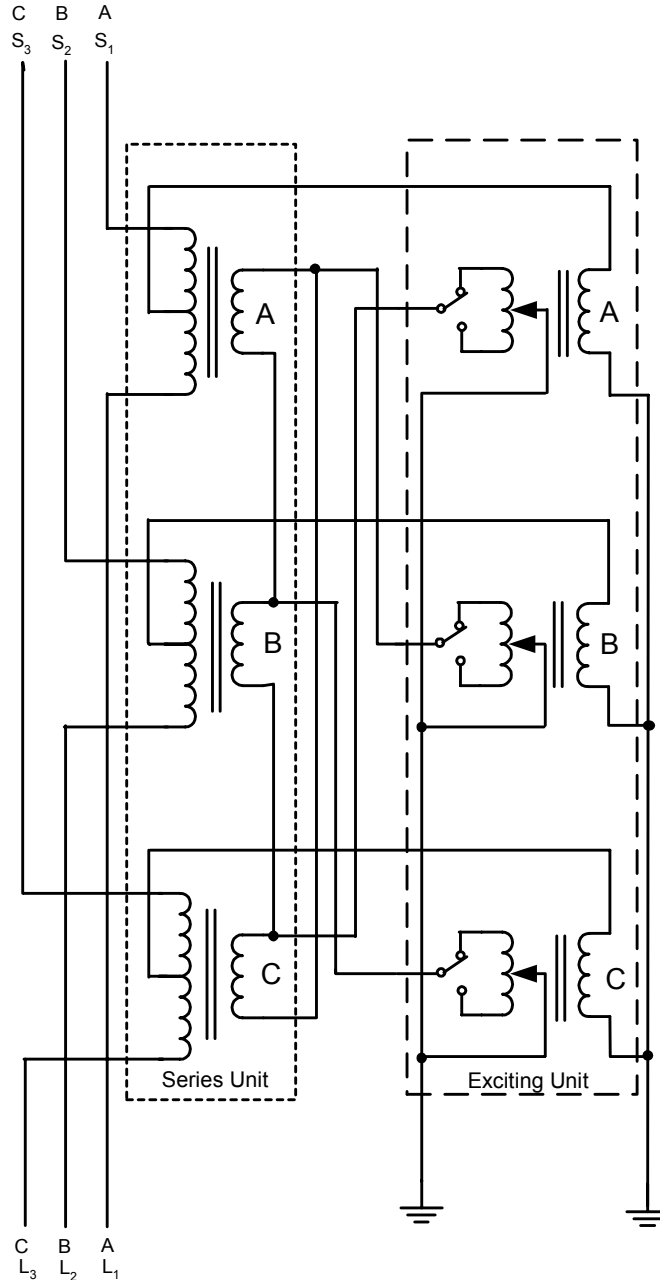 C B A
S3 S2 S1
A A
B B
C C
Series Unit Exciting Unit
C B A
L3 L2 L1